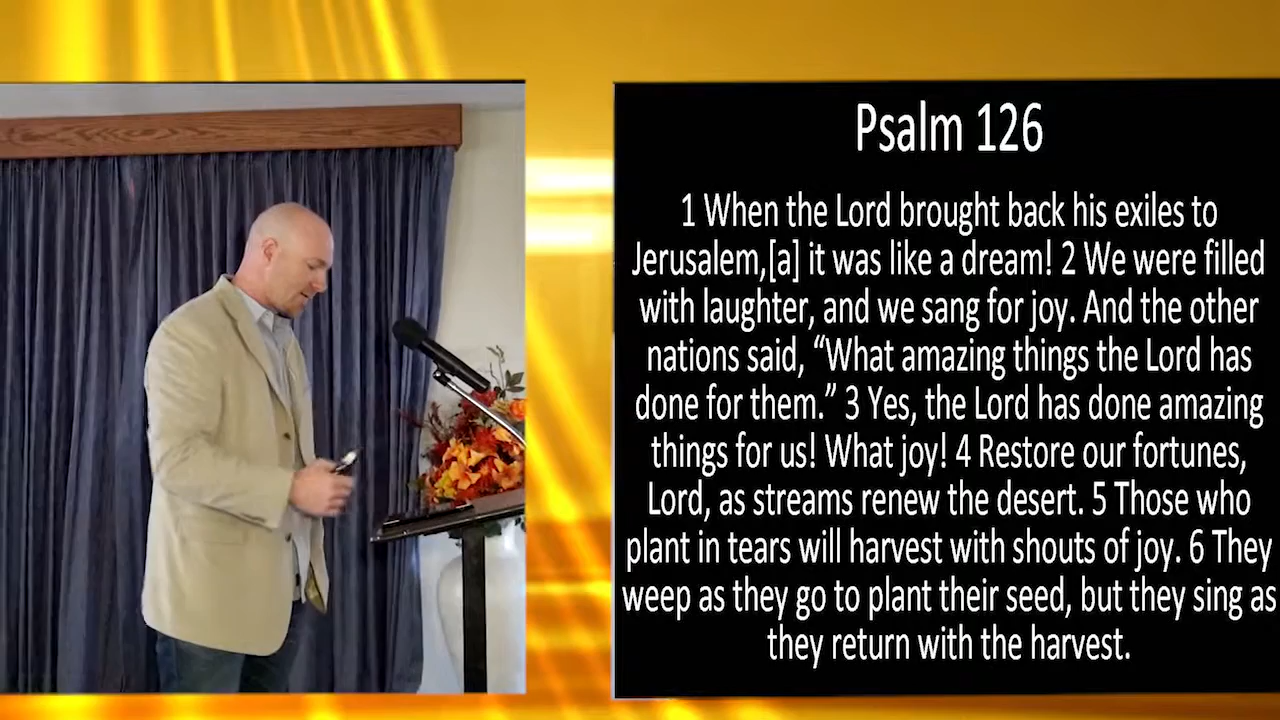 Psalm 126
1 When the Lord brought back his exiles to
Jerusalem,[a] it was like a dream! 2 We were filled
with laughter, and we sang for joy. And the other
nations said, “What amazing things the Lord has
done for them.” 3 Yes, the Lord has done amazing
things for us! What joy! 4 Restore our fortunes,
Lord, as streams renew the desert. 5 Those who
plant in tears will harvest with shouts of joy. 6 They
weep as they go to plant their seed, but they sing as
they return with the harvest.